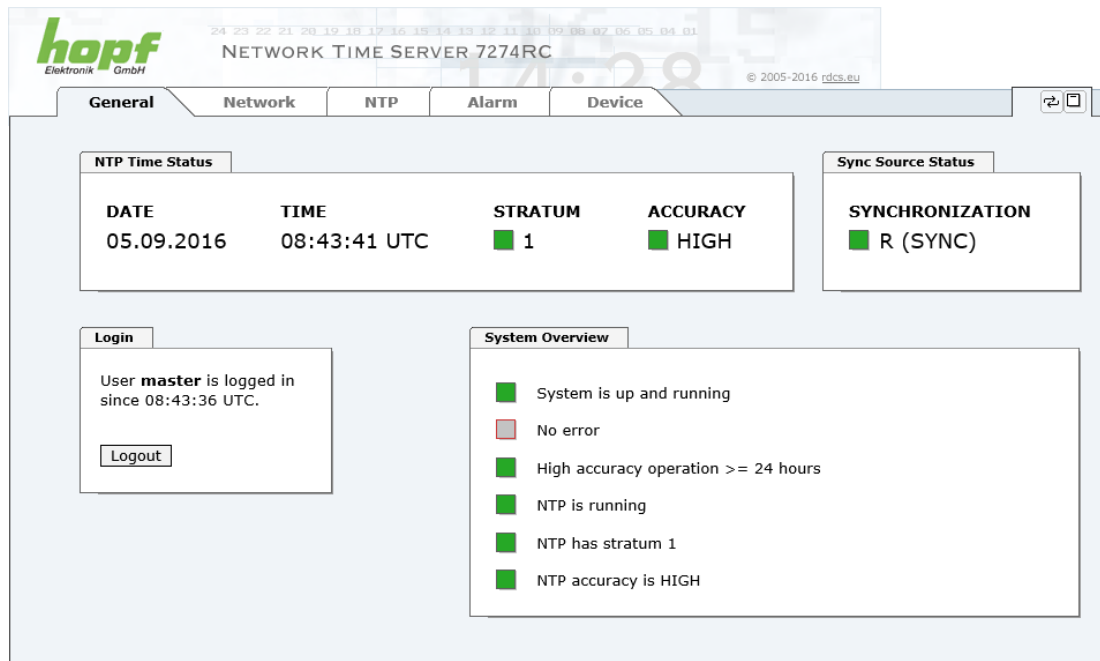 hopf
Elektronik GmbH
24 23 22 21 20 19 18 17 16 15 14 13 12 11 10 09 08 07 06 05 04 01
NETWORK TIME SERVER 7274RC
14:28
© 2005-2016 rdcs.eu
General Network NTP Alarm Device
NTP Time Status
Sync Source Status
DATE TIME STRATUM ACCURACY
SYNCHRONIZATION
05.09.2016 08:43:41 UTC 1 HIGH
R (SYNC)
Login
System Overview
User master is logged in
since 08:43:36 UTC.
Logout
System is up and running
No error
High accuracy operation >= 24 hours
NTP is running
NTP has stratum 1
NTP accuracy is HIGH